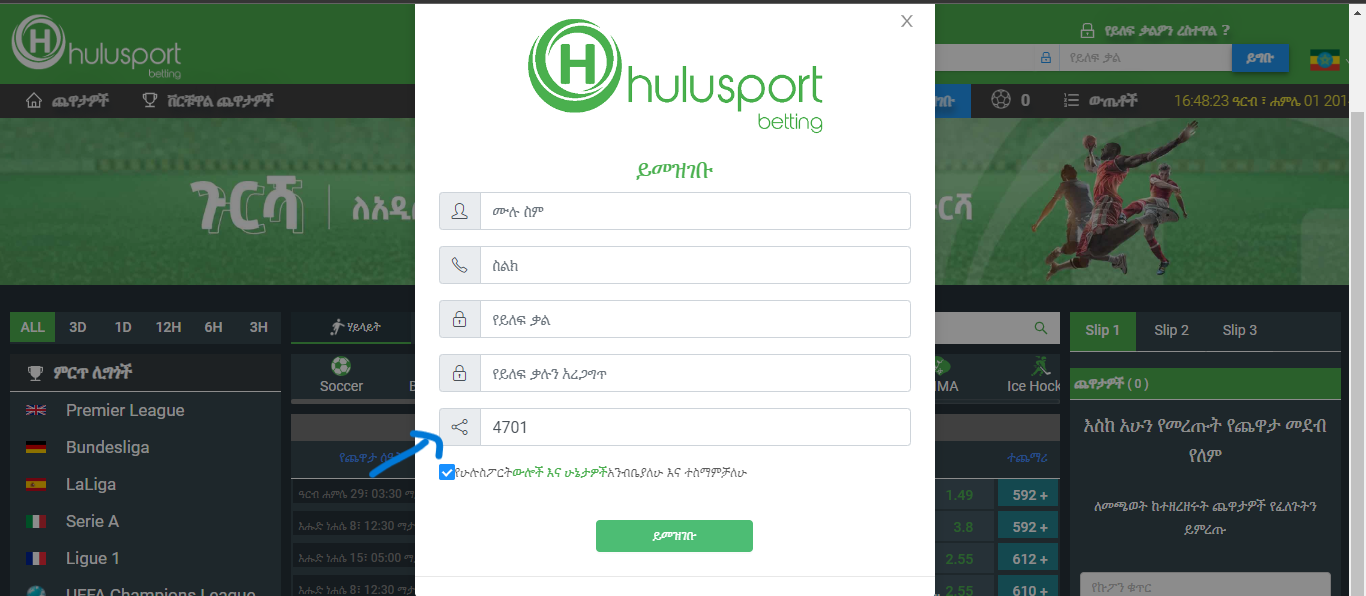 hulusport
betting
የይለፍ ቃልዎን ረስተዋል ?
የይለፍ ቃል
ይግቡ
ጨዋታዎች
ቨርቹዋል ጨዋታዎች
0
ውጤቶች
16:48:23 ዓርብ ፣ ሐምሌ 01 201
ጉርሻ
ለአዲ
hulusport
betting
ይመዝገቡ
ሙሉ ስም
ስልክ
የይለፍ ቃል
የይለፍ ቃሉን አረጋግጥ
4701
የሁሉስፖርትውሎች እና ሁኔታዎችአንብቤያለሁ እና ተስማምቻለሁ
ይመዝገቡ
ALL 3D 1D 12H 6H 3H
ምርጥ ሊግኦች
Premier League
Bundesliga
LaLiga
Serie A
Ligue 1
UEFA Champions League
ሃይላይት
Soccer
MMA
Ice Hock
ተጨማሪ
ዓርብ ሐምሌ 29፣ 03:30
እሑድ ነሐሴ 8፣ 12:30
እሑድ ነሐሴ 15፣ 05:00
እሑድ ነሐሴ 8፣ 12:30
1.49 592 +
3.8 592 +
2.55 612 +
2.55 610 +
Slip 1 Slip 2 Slip 3
ጨዋታዎች ( 0 )
እስከ አሁን የመረጡት የጨዋታ መደብ
የለም
ለመጫወት ከተዘረዘሩት ጨዋታዎች የፈለጉትን
ይምረጡ
የኩፖን ቁጥር